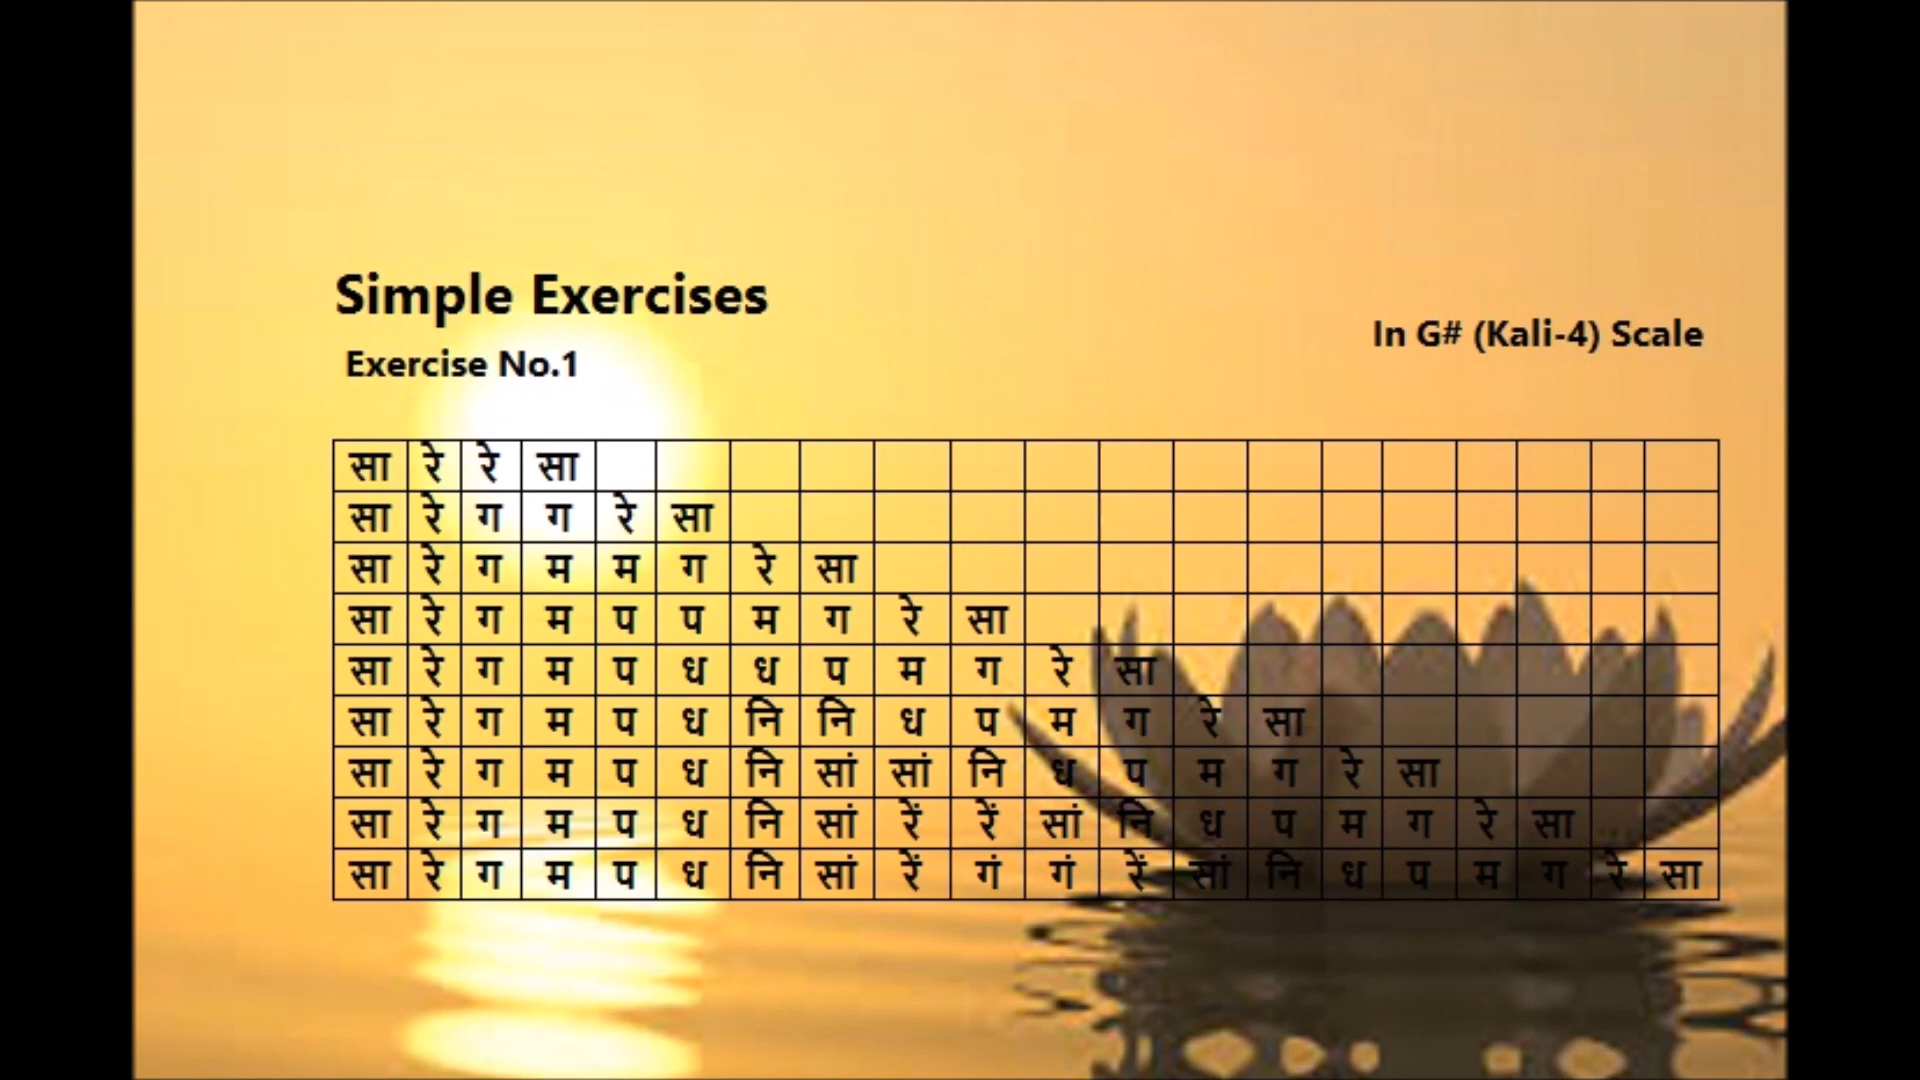 Simple Exercises
In G# (Kali-4) Scale
Exercise No.1
सा रे रे सा
सा रे ग ग रे सा
सा रे ग म म ग रे सा
सा रे ग म प प म ग रे सा
सा रे ग म प ध ध प म ग रे सा
सा रे ग म प ध नि नि ध प म ग रे सा
सा रे ग म प ध नि सां सां नि ध प म ग रे सा
सा रे ग म प ध नि सां रें रें सां नि ध प म ग रे सा
सा रे ग म प ध नि सां रें गं गं रें सां नि ध प म ग रे सा